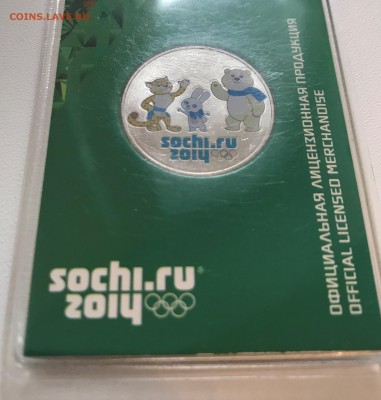 COINS.LAVE.RU
sochi.ru
2014
sochi.ru®
2014
ОФИЦИАЛЬНАЯ ЛИЦЕНЗИОННАЯ ПРОДУКЦИЯ
OFFICIAL LICENSED MERCHANDISE